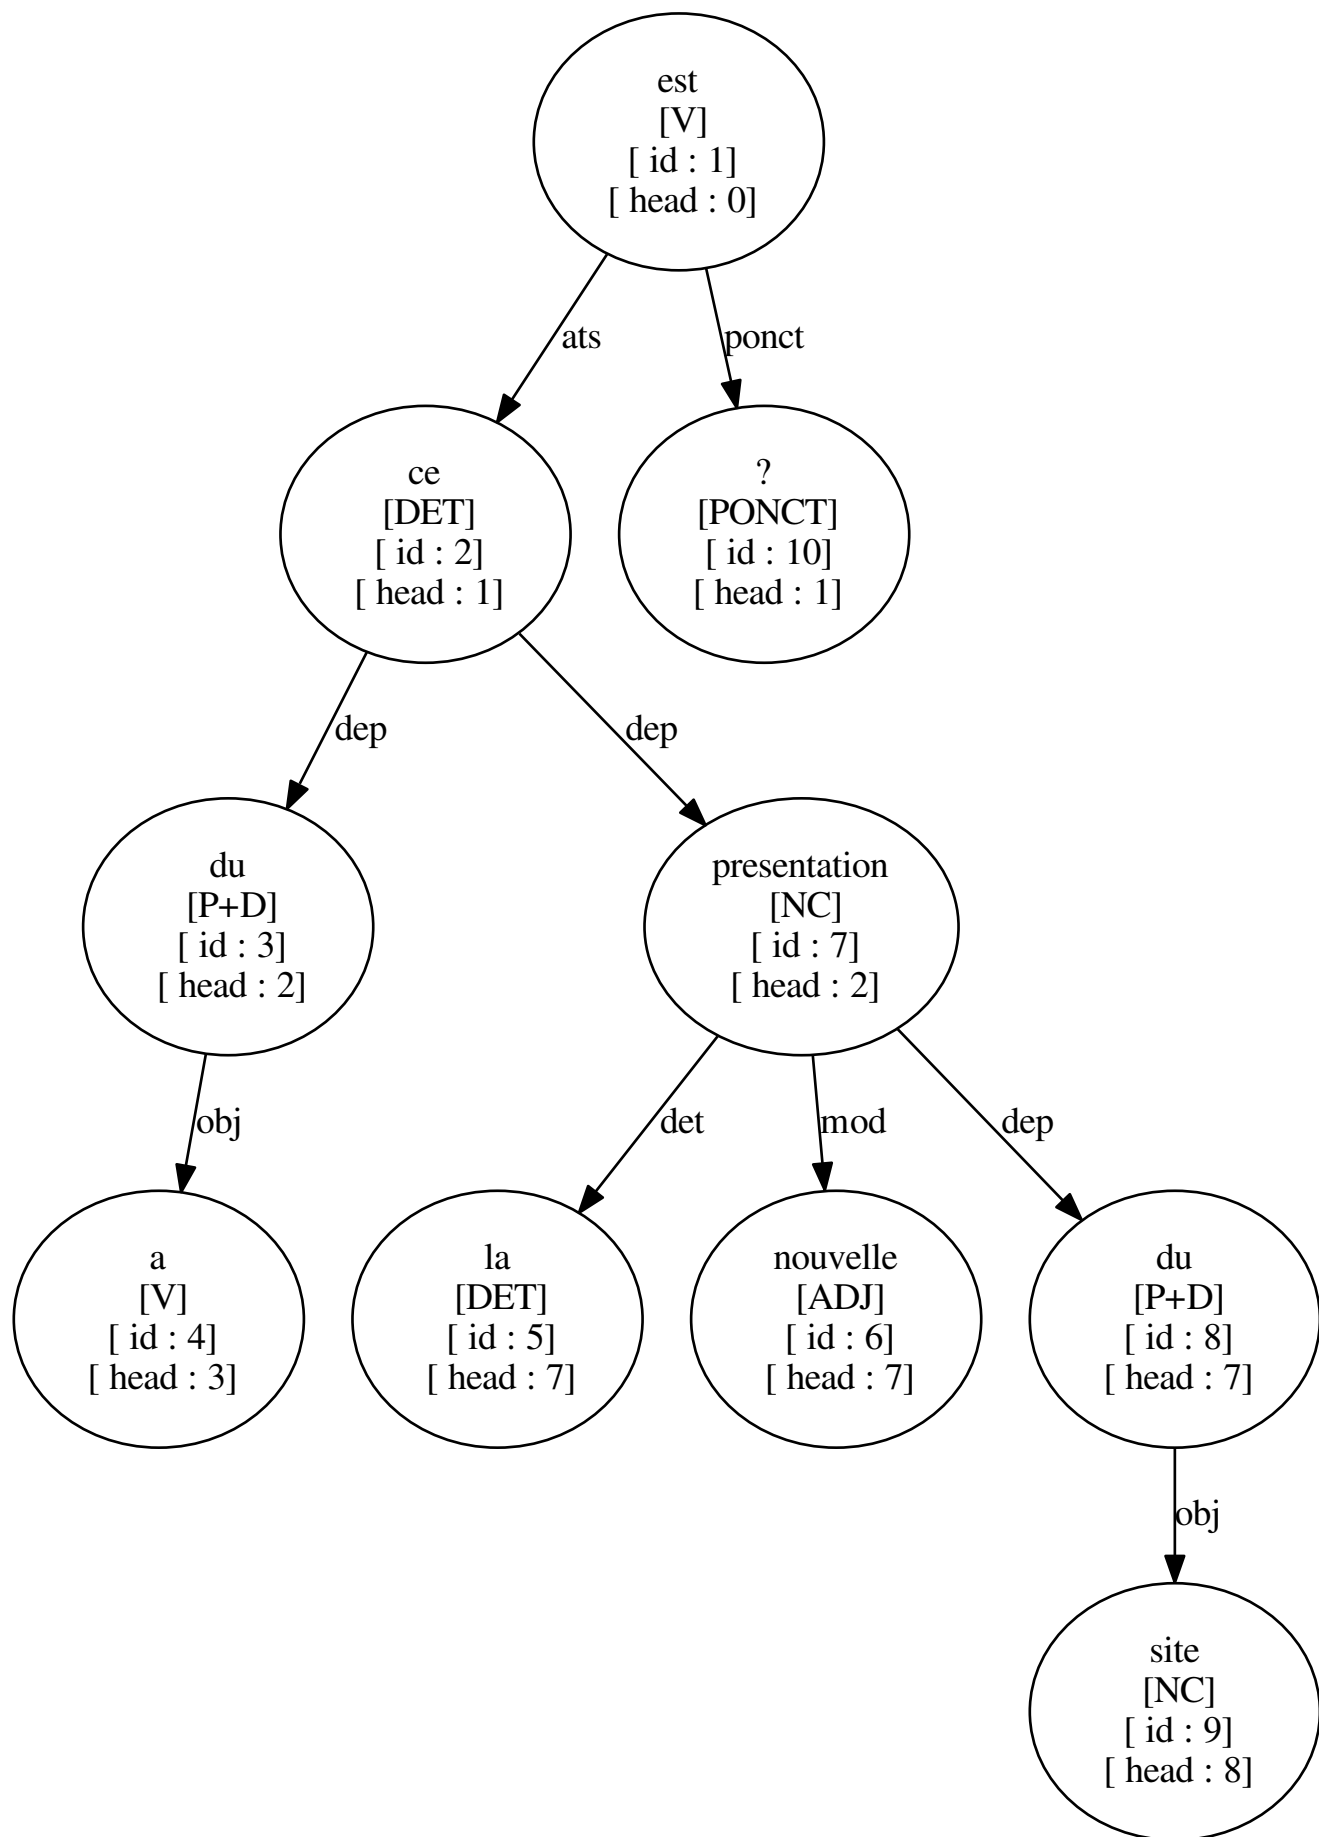 est
[V]
[ id : 1]
[ head : 0]
ats
ponct
ce
[DET]
[ id : 2]
[ head : 1]
?
[PONCT]
[ id : 10]
[ head : 1]
dep
dep
du
[P+D]
[ id : 3]
[ head : 2]
presentation
[NC]
[ id : 7]
[ head : 2]
obj
det
mod
dep
a
[V]
[ id : 4]
[ head : 3]
la
[DET]
[ id : 5]
[ head : 7]
nouvelle
[ADJ]
[ id : 6]
[ head : 7]
du
[P+D]
[ id : 8]
[ head : 7]
obj
site
[NC]
[ id : 9]
[ head : 8]